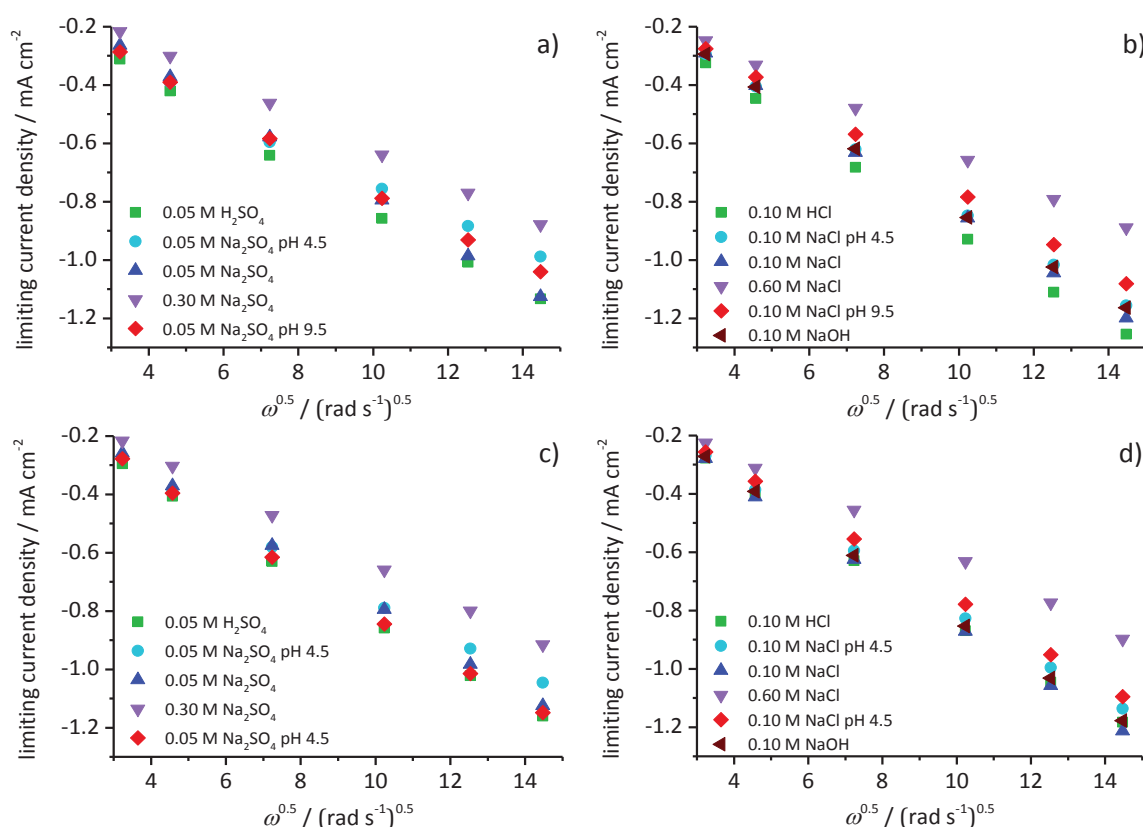 a)
limiting current density / mA cm⁻²
-0.2
-0.4
-0.6
-0.8
-1.0
-1.2
0.05 M H₂SO₄
0.05 M Na₂SO₄ pH 4.5
0.05 M Na₂SO₄
0.30 M Na₂SO₄
0.05 M Na₂SO₄ pH 9.5
4 6 8 10 12 14
ω⁰·⁵ / (rad s⁻¹)⁰·⁵
b)
limiting current density / mA cm⁻²
-0.2
-0.4
-0.6
-0.8
-1.0
-1.2
0.10 M HCl
0.10 M NaCl pH 4.5
0.10 M NaCl
0.60 M NaCl
0.10 M NaCl pH 9.5
0.10 M NaOH
4 6 8 10 12 14
ω⁰·⁵ / (rad s⁻¹)⁰·⁵
c)
limiting current density / mA cm⁻²
-0.2
-0.4
-0.6
-0.8
-1.0
-1.2
0.05 M H₂SO₄
0.05 M Na₂SO₄ pH 4.5
0.05 M Na₂SO₄
0.30 M Na₂SO₄
0.05 M Na₂SO₄ pH 4.5
4 6 8 10 12 14
ω⁰·⁵ / (rad s⁻¹)⁰·⁵
d)
limiting current density / mA cm⁻²
-0.2
-0.4
-0.6
-0.8
-1.0
-1.2
0.10 M HCl
0.10 M NaCl pH 4.5
0.10 M NaCl
0.60 M NaCl
0.10 M NaCl pH 4.5
0.10 M NaOH
4 6 8 10 12 14
ω⁰·⁵ / (rad s⁻¹)⁰·⁵